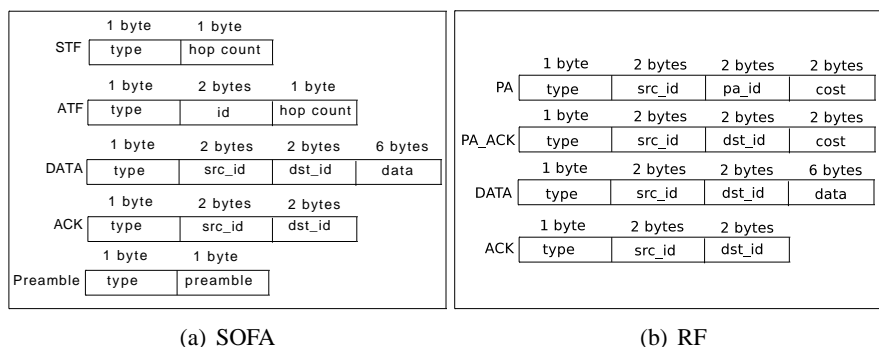 1 byte 1 byte
STF type hop count
1 byte 2 bytes 1 byte
ATF type id hop count
1 byte 2 bytes 2 bytes 6 bytes
DATA type src_id dst_id data
1 byte 2 bytes 2 bytes
ACK type src_id dst_id
1 byte 1 byte
Preamble type preamble
(a) SOFA
1 byte 2 bytes 2 bytes 2 bytes
PA type src_id pa_id cost
1 byte 2 bytes 2 bytes 2 bytes
PA_ACK type src_id dst_id cost
1 byte 2 bytes 2 bytes 6 bytes
DATA type src_id dst_id data
1 byte 2 bytes 2 bytes
ACK type src_id dst_id
(b) RF